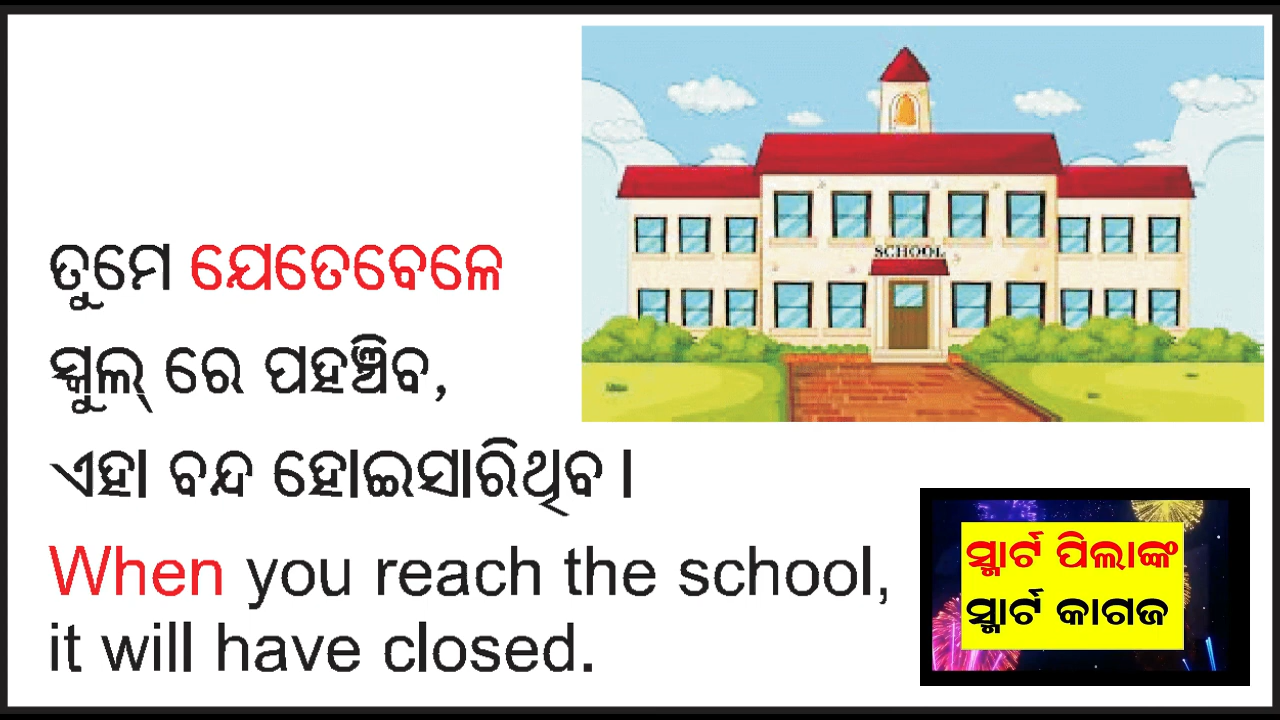 SCHOOL
ତୁମେ ଯେତେବେଳେ
ସ୍କୁଲ୍ ରେ ପହଞ୍ଚିବ,
ଏହା ବନ୍ଦ ହୋଇସାରିଥିବ।
When you reach the school,
it will have closed.
ସ୍ମାର୍ଟ ପିଲାଙ୍କ
ସ୍ମାର୍ଟ କାଗଜ